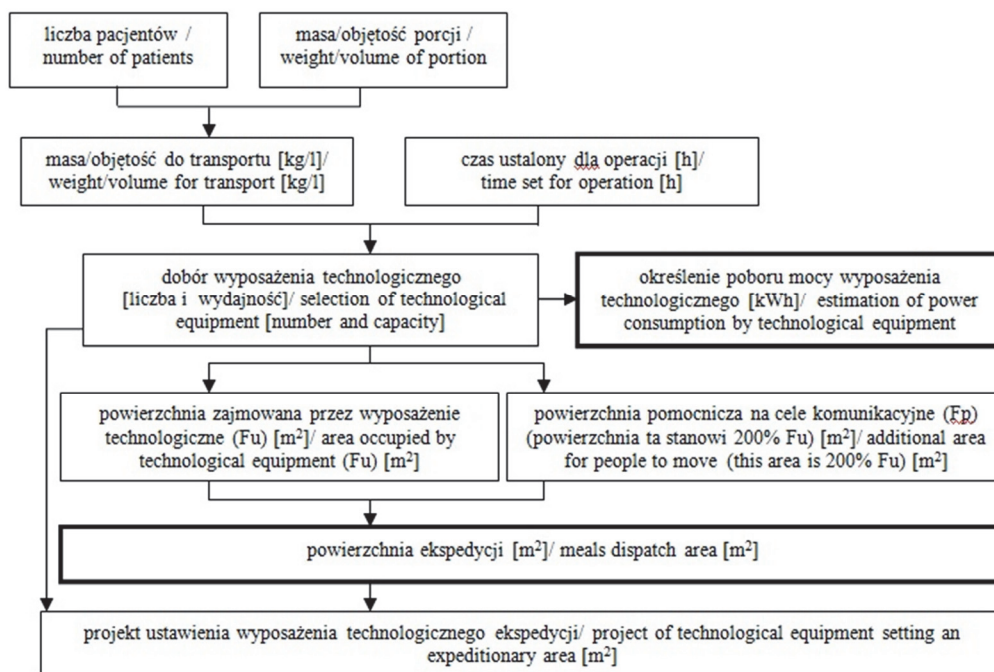 liczba pacjentów /
number of patients
masa/objętość porcji /
weight/volume of portion
masa/objętość do transportu [kg/l]/
weight/volume for transport [kg/l]
czas ustalony dla operacji [h]/
time set for operation [h]
dobór wyposażenia technologicznego
[liczba i wydajność]/ selection of technological
equipment [number and capacity]
określenie poboru mocy wyposażenia
technologicznego [kWh]/ estimation of power
consumption by technological equipment
powierzchnia zajmowana przez wyposażenie
technologiczne (Fu) [m²]/ area occupied by
technological equipment (Fu) [m²]
powierzchnia pomocnicza na cele komunikacyjne (Fp)
(powierzchnia ta stanowi 200% Fu) [m²]/ additional area
for people to move (this area is 200% Fu) [m²]
powierzchnia ekspedycji [m²]/ meals dispatch area [m²]
projekt ustawienia wyposażenia technologicznego ekspedycji/ project of technological equipment setting an
expeditionary area [m²]